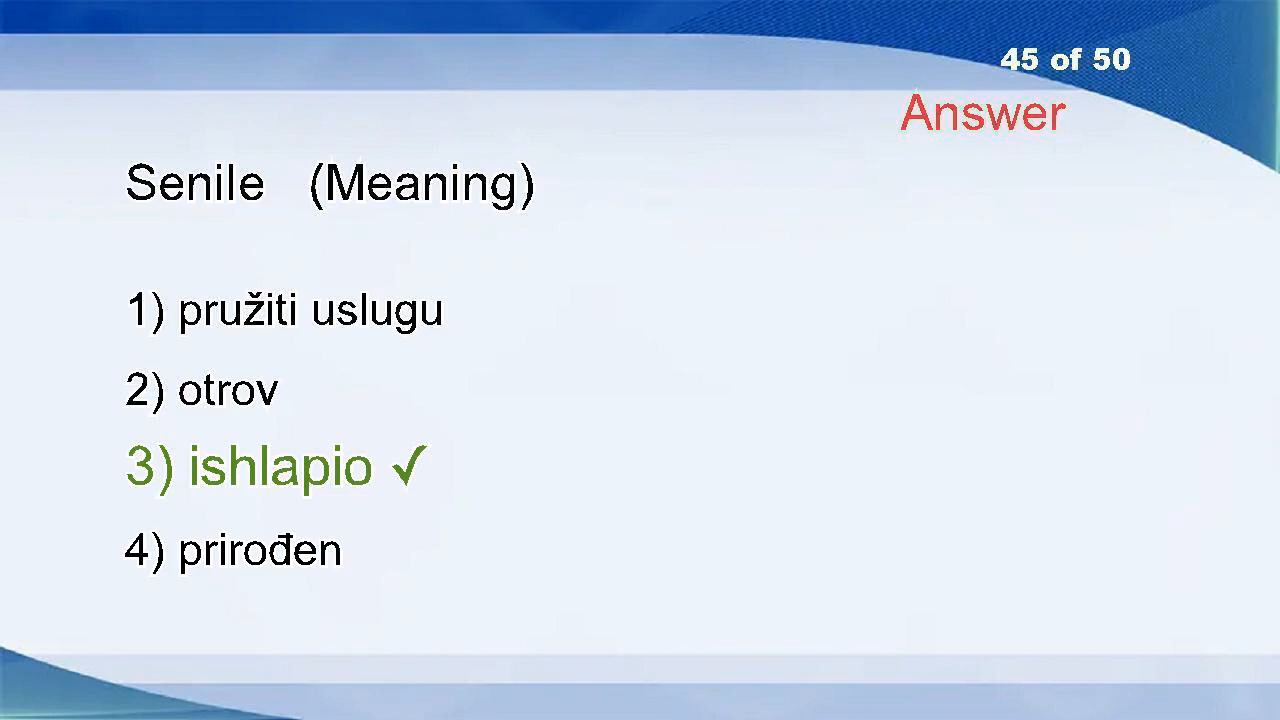 45 of 50
Answer
Senile (Meaning)
1) pružiti uslugu
2) otrov
3) ishlapio ✓
4) prirođen